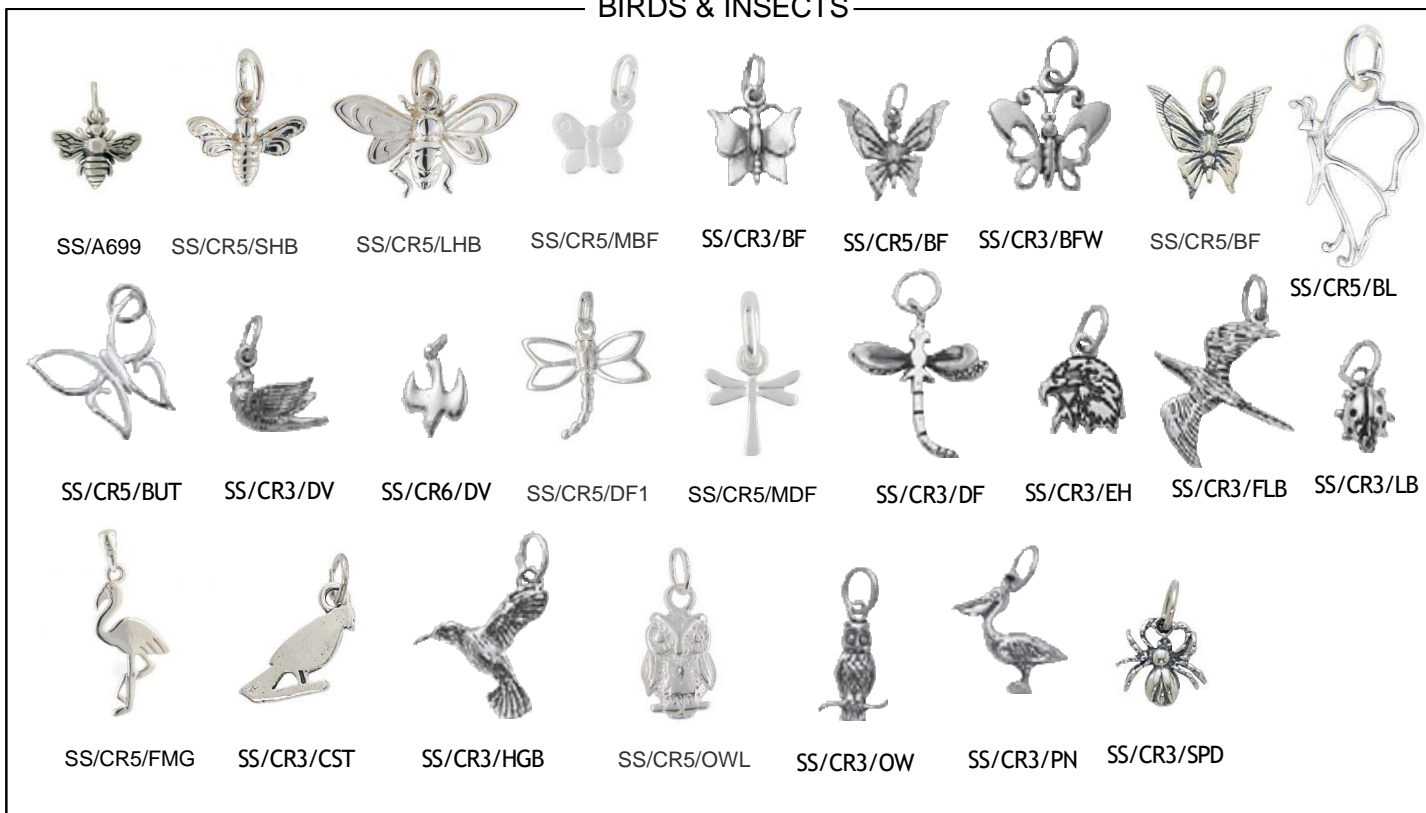 BIRDS & INSECTS
SS/A699
SS/CR5/SHB
SS/CR5/LHB
SS/CR5/MBF
SS/CR3/BF
SS/CR5/BF
SS/CR3/BFW
SS/CR5/BF
SS/CR5/BL
SS/CR5/BUT
SS/CR3/DV
SS/CR6/DV
SS/CR5/DF1
SS/CR5/MDF
SS/CR3/DF
SS/CR3/EH
SS/CR3/FLB
SS/CR3/LB
SS/CR5/FMG
SS/CR3/CST
SS/CR3/HGB
SS/CR5/OWL
SS/CR3/OW
SS/CR3/PN
SS/CR3/SPD